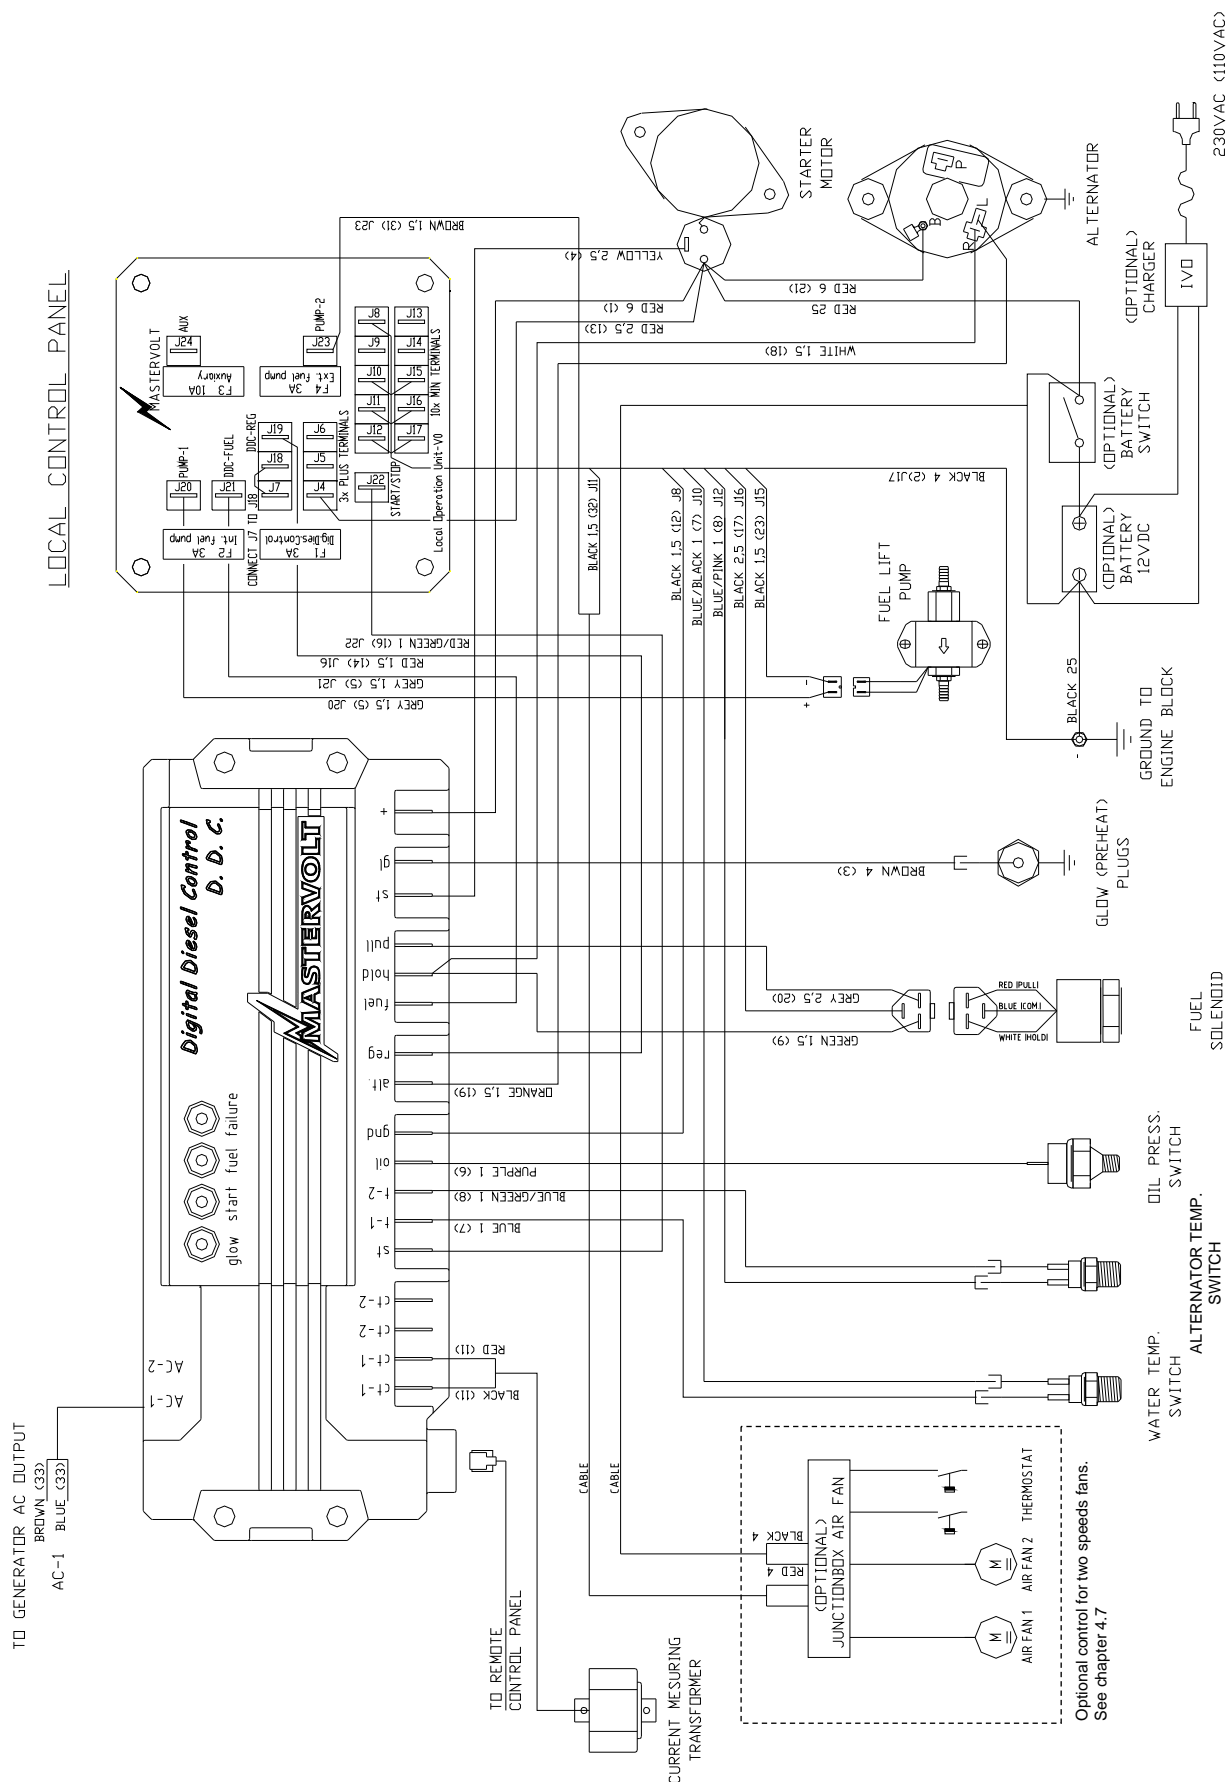 LOCAL CONTROL PANEL
MASTERVOLT
J24
AUX
F3 10A
Auxiary
PUMP-2
J23
F4 3A
Ext. fuel pump
J8
J13
J9
J14
J10
J15
J11
J16
J12
J17
10x MIN TERMINALS
PUMP-1
J20
DDC-FUEL
J21
DDC-REG
J19
J18
J7
J6
J5
J4
3x PLUS TERMINALS
J22
START/STOP
F2 3A
Int. fuel pump
CONNECT J7 TO J18
F1 3A
Dig.Dies.Control
Local Operation Unit-V0
BROWN 1,5 (31) J23
YELLOW 2,5 (4)
RED 6 (1)
RED 2,5 (13)
RED 6 (21)
RED 25
WHITE 1,5 (18)
STARTER
MOTOR
P
B
R
L
ALTERNATOR
230VAC (110VAC)
IVO
(OPTIONAL)
CHARGER
(OPTIONAL)
BATTERY
SWITCH
(OPTIONAL)
BATTERY
12VDC
BLACK 4 (2)J17
BLACK 1,5 (32) J11
BLACK 1,5 (12) J8
BLUE/BLACK 1 (7) J10
BLUE/PINK 1 (8) J12
BLACK 2,5 (17) J16
BLACK 1,5 (23) J15
FUEL LIFT
PUMP
-
+
RED/GREEN 1 (16) J22
RED 1,5 (14) J16
GREY 1,5 (5) J21
GREY 1,5 (5) J20
BLACK 25
-
GROUND TO
ENGINE BLOCK
Digital Diesel Control
D. D. C.
MASTERVOLT
glow start fuel failure
+
gl
st
pull
hold
fuel
reg
alt.
gnd
oil
t-2
t-1
st
ct-2
ct-2
ct-1
ct-1
AC-2
AC-1
BROWN 4 (3)
GLOW (PREHEAT)
PLUGS
GREY 2,5 (20)
GREEN 1,5 (9)
RED (PULL)
BLUE (COM)
WHITE (HOLD)
FUEL
SOLENOID
ORANGE 1,5 (19)
PURPLE 1 (6)
BLUE/GREEN 1 (8)
BLUE 1 (7)
OIL PRESS.
SWITCH
ALTERNATOR TEMP.
SWITCH
WATER TEMP.
SWITCH
RED (11)
BLACK (11)
TO GENERATOR AC OUTPUT
BROWN (33)
AC-1 BLUE (33)
TO REMOTE
CONTROL PANEL
CURRENT MESURING
TRANSFORMER
CABLE
CABLE
BLACK 4
RED 4
(OPTIONAL)
JUNCTIONBOX AIR FAN
M
M
AIR FAN 1
AIR FAN 2
THERMOSTAT
Optional control for two speeds fans.
See chapter 4.7